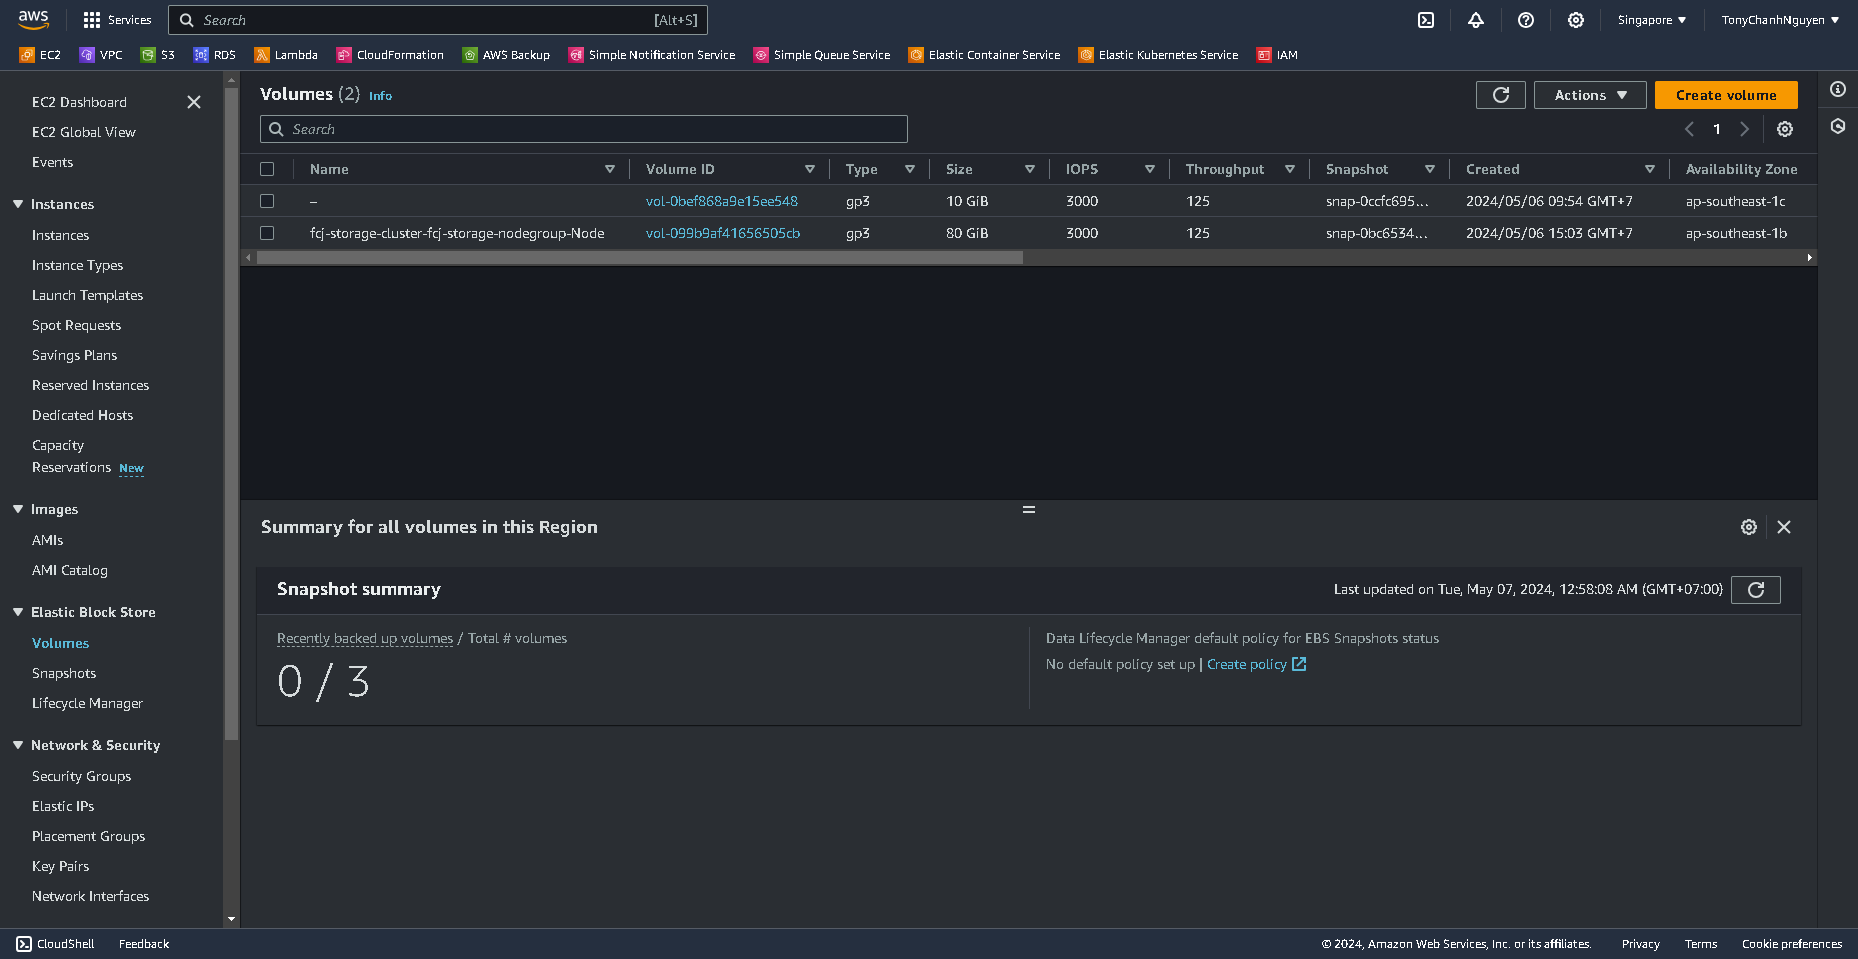 aws Services Search [Alt+S] Singapore TonyChanhNguyen
EC2 VPC S3 RDS Lambda CloudFormation AWS Backup Simple Notification Service Simple Queue Service Elastic Container Service Elastic Kubernetes Service IAM
EC2 Dashboard
EC2 Global View
Events
Instances
Instances
Instance Types
Launch Templates
Spot Requests
Savings Plans
Reserved Instances
Dedicated Hosts
Capacity
Reservations New
Images
AMIs
AMI Catalog
Elastic Block Store
Volumes
Snapshots
Lifecycle Manager
Network & Security
Security Groups
Elastic IPs
Placement Groups
Key Pairs
Network Interfaces
Volumes (2) Info Actions Create volume
Search 1
Name Volume ID Type Size IOPS Throughput Snapshot Created Availability Zone
– vol-0bef868a9e15ee548 gp3 10 GiB 3000 125 snap-0ccfc695... 2024/05/06 09:54 GMT+7 ap-southeast-1c
fcj-storage-cluster-fcj-storage-nodegroup-Node vol-099b9af41656505cb gp3 80 GiB 3000 125 snap-0bc6534... 2024/05/06 15:03 GMT+7 ap-southeast-1b
Summary for all volumes in this Region
Snapshot summary Last updated on Tue, May 07, 2024, 12:58:08 AM (GMT+07:00)
Recently backed up volumes / Total # volumes
0 / 3
Data Lifecycle Manager default policy for EBS Snapshots status
No default policy set up | Create policy
CloudShell Feedback © 2024, Amazon Web Services, Inc. or its affiliates. Privacy Terms Cookie preferences